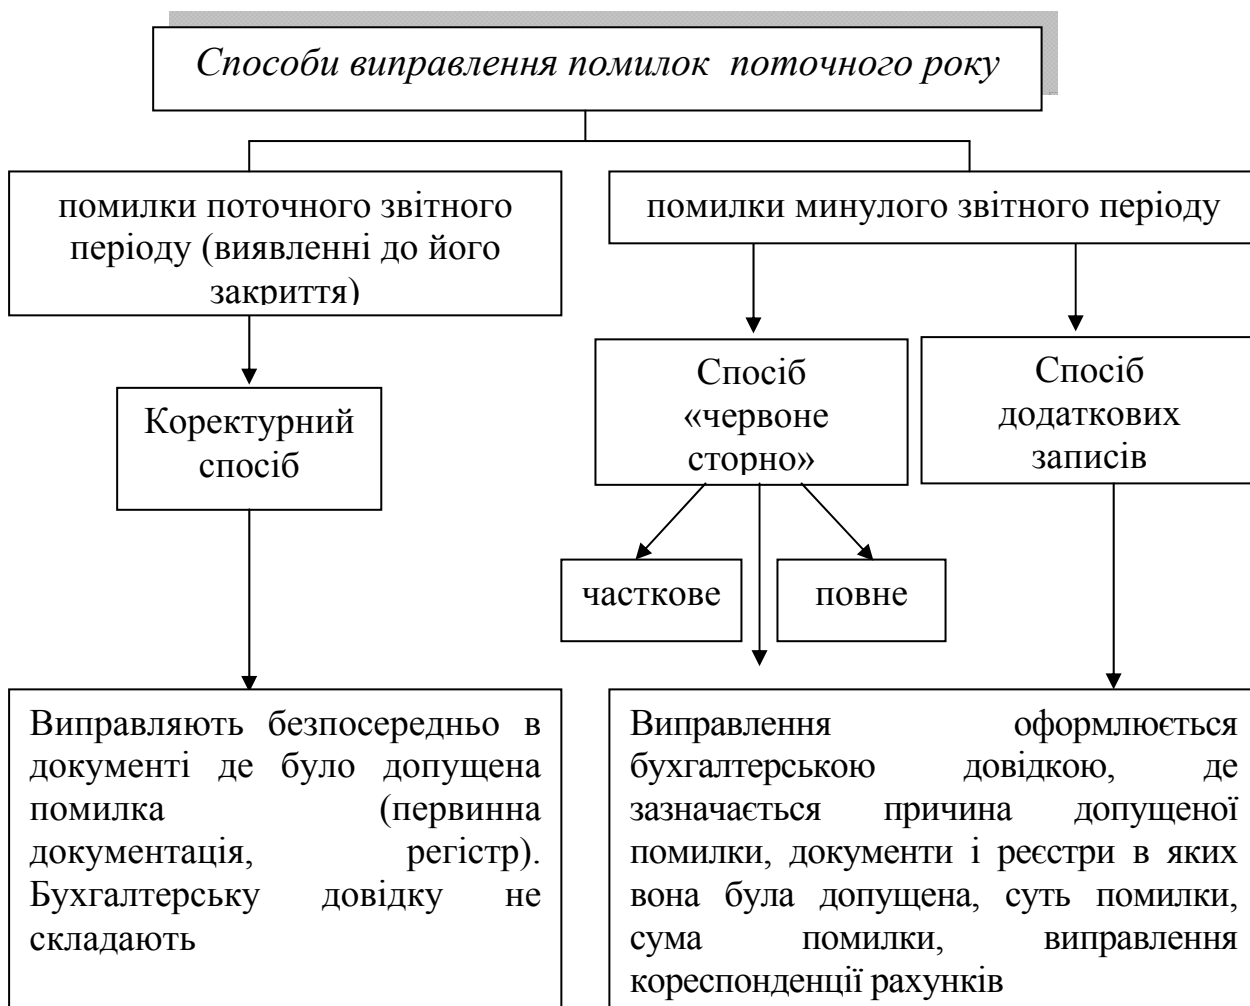 Способи виправлення помилок поточного року
помилки поточного звітного
періоду (виявленні до його
закриття)
помилки минулого звітного періоду
Коректурний
спосіб
Спосіб
«червоне
сторно»
Спосіб
додаткових
записів
часткове
повне
Виправляють безпосередньо в
документі де було допущена
помилка (первинна
документація, регістр).
Бухгалтерську довідку не
складають
Виправлення оформлюється
бухгалтерською довідкою, де
зазначається причина допущеної
помилки, документи і реєстри в яких
вона була допущена, суть помилки,
сума помилки, виправлення
кореспонденції рахунків